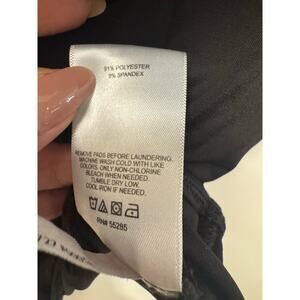 91% POLYESTER
9% SPANDEX
REMOVE PADS BEFORE LAUNDERING.
MACHINE WASH COLD WITH LIKE
COLORS. ONLY NON-CHLORINE
BLEACH WHEN NEEDED.
TUMBLE DRY LOW.
COOL IRON IF NEEDED.
RN# 55285